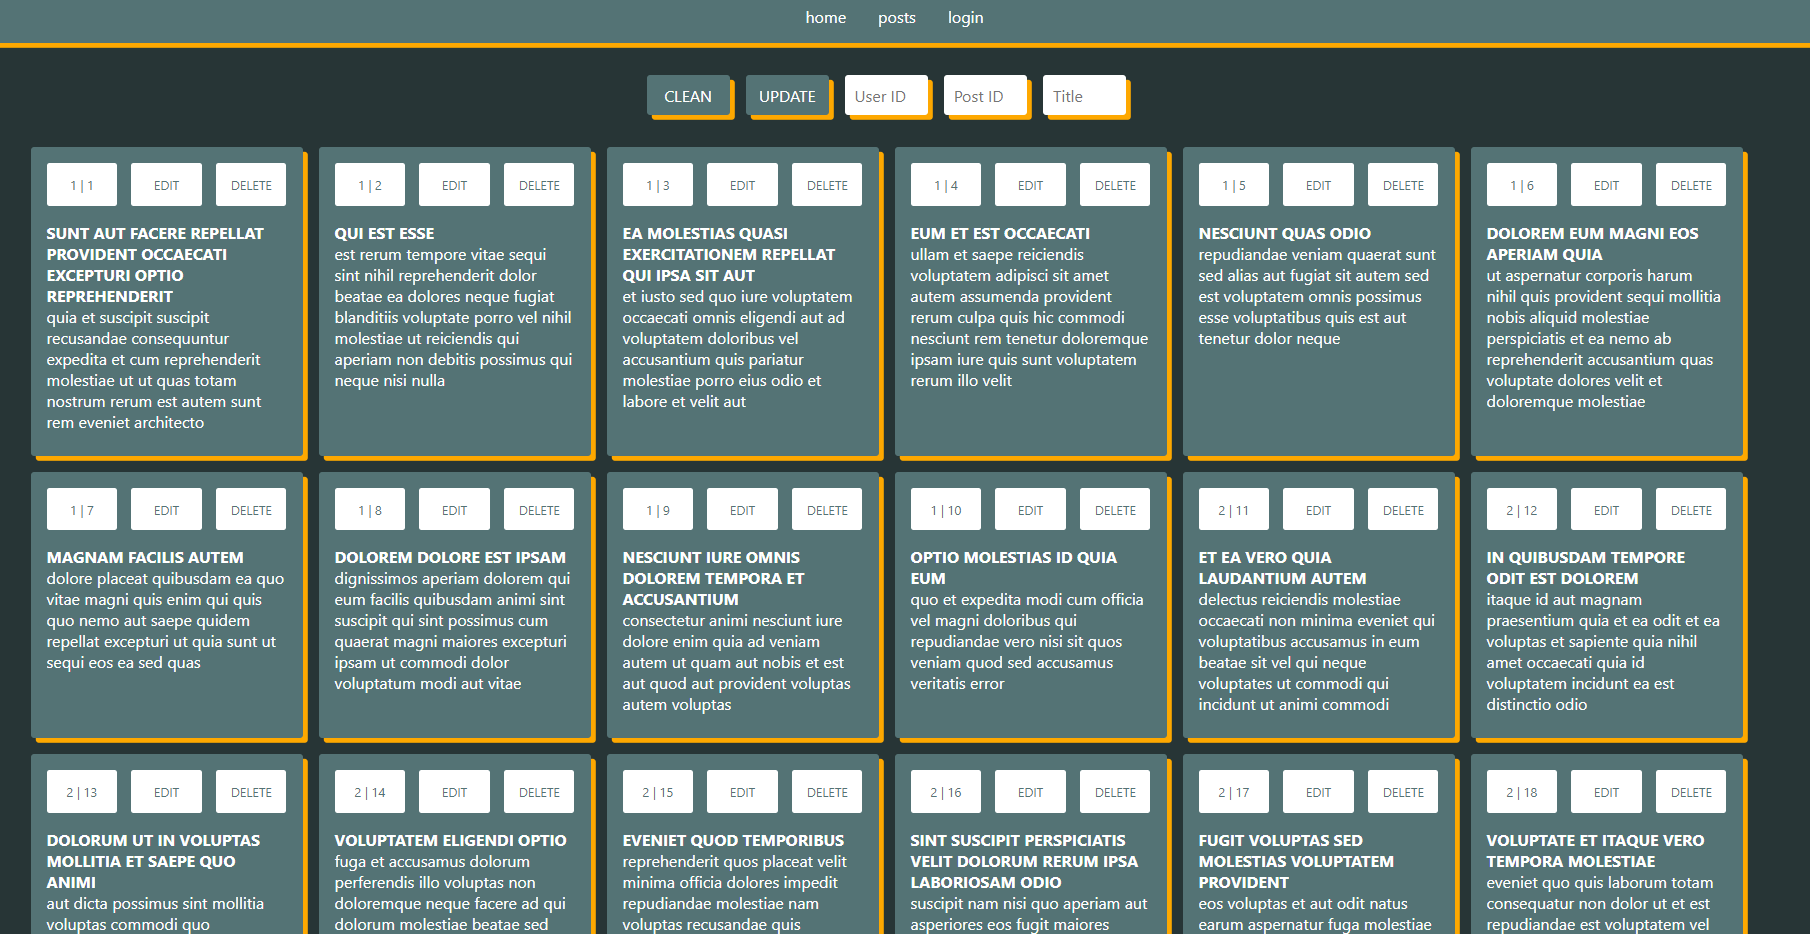 home posts login
CLEAN UPDATE User ID Post ID Title
1 | 1 EDIT DELETE
SUNT AUT FACERE REPELLAT
PROVIDENT OCCAECATI
EXCEPTURI OPTIO
REPREHENDERIT
quia et suscipit suscipit
recusandae consequuntur
expedita et cum reprehenderit
molestiae ut ut quas totam
nostrum rerum est autem sunt
rem eveniet architecto
1 | 2 EDIT DELETE
QUI EST ESSE
est rerum tempore vitae sequi
sint nihil reprehenderit dolor
beatae ea dolores neque fugiat
blanditiis voluptate porro vel nihil
molestiae ut reiciendis qui
aperiam non debitis possimus qui
neque nisi nulla
1 | 3 EDIT DELETE
EA MOLESTIAS QUASI
EXERCITATIONEM REPELLAT
QUI IPSA SIT AUT
et iusto sed quo iure voluptatem
occaecati omnis eligendi aut ad
voluptatem doloribus vel
accusantium quis pariatur
molestiae porro eius odio et
labore et velit aut
1 | 4 EDIT DELETE
EUM ET EST OCCAECATI
ullam et saepe reiciendis
voluptatem adipisci sit amet
autem assumenda provident
rerum culpa quis hic commodi
nesciunt rem tenetur doloremque
ipsam iure quis sunt voluptatem
rerum illo velit
1 | 5 EDIT DELETE
NESCIUNT QUAS ODIO
repudiandae veniam quaerat sunt
sed alias aut fugiat sit autem sed
est voluptatem omnis possimus
esse voluptatibus quis est aut
tenetur dolor neque
1 | 6 EDIT DELETE
DOLOREM EUM MAGNI EOS
APERIAM QUIA
ut aspernatur corporis harum
nihil quis provident sequi mollitia
nobis aliquid molestiae
perspiciatis et ea nemo ab
reprehenderit accusantium quas
voluptate dolores velit et
doloremque molestiae
1 | 7 EDIT DELETE
MAGNAM FACILIS AUTEM
dolore placeat quibusdam ea quo
vitae magni quis enim qui quis
quo nemo aut saepe quidem
repellat excepturi ut quia sunt ut
sequi eos ea sed quas
1 | 8 EDIT DELETE
DOLOREM DOLORE EST IPSAM
dignissimos aperiam dolorem qui
eum facilis quibusdam animi sint
suscipit qui sint possimus cum
quaerat magni maiores excepturi
ipsam ut commodi dolor
voluptatum modi aut vitae
1 | 9 EDIT DELETE
NESCIUNT IURE OMNIS
DOLOREM TEMPORA ET
ACCUSANTIUM
consectetur animi nesciunt iure
dolore enim quia ad veniam
autem ut quam aut nobis et est
aut quod aut provident voluptas
autem voluptas
1 | 10 EDIT DELETE
OPTIO MOLESTIAS ID QUIA
EUM
quo et expedita modi cum officia
vel magni doloribus qui
repudiandae vero nisi sit quos
veniam quod sed accusamus
veritatis error
2 | 11 EDIT DELETE
ET EA VERO QUIA
LAUDANTIUM AUTEM
delectus reiciendis molestiae
occaecati non minima eveniet qui
voluptatibus accusamus in eum
beatae sit vel qui neque
voluptates ut commodi qui
incidunt ut animi commodi
2 | 12 EDIT DELETE
IN QUIBUSDAM TEMPORE
ODIT EST DOLOREM
itaque id aut magnam
praesentium quia et ea odit et ea
voluptas et sapiente quia nihil
amet occaecati quia id
voluptatem incidunt ea est
distinctio odio
2 | 13 EDIT DELETE
DOLORUM UT IN VOLUPTAS
MOLLITIA ET SAEPE QUO
ANIMI
aut dicta possimus sint mollitia
voluptas commodi quo
2 | 14 EDIT DELETE
VOLUPTATEM ELIGENDI OPTIO
fuga et accusamus dolorum
perferendis illo voluptas non
doloremque neque facere ad qui
dolorum molestiae beatae sed
2 | 15 EDIT DELETE
EVENIET QUOD TEMPORIBUS
reprehenderit quos placeat velit
minima officia dolores impedit
repudiandae molestiae nam
voluptas recusandae quis
2 | 16 EDIT DELETE
SINT SUSCIPIT PERSPICIATIS
VELIT DOLORUM RERUM IPSA
LABORIOSAM ODIO
suscipit nam nisi quo aperiam aut
asperiores eos fugit maiores
2 | 17 EDIT DELETE
FUGIT VOLUPTAS SED
MOLESTIAS VOLUPTATEM
PROVIDENT
eos voluptas et aut odit natus
earum aspernatur fuga molestiae
2 | 18 EDIT DELETE
VOLUPTATE ET ITAQUE VERO
TEMPORA MOLESTIAE
eveniet quo quis laborum totam
consequatur non dolor ut et est
repudiandae est voluptatem vel